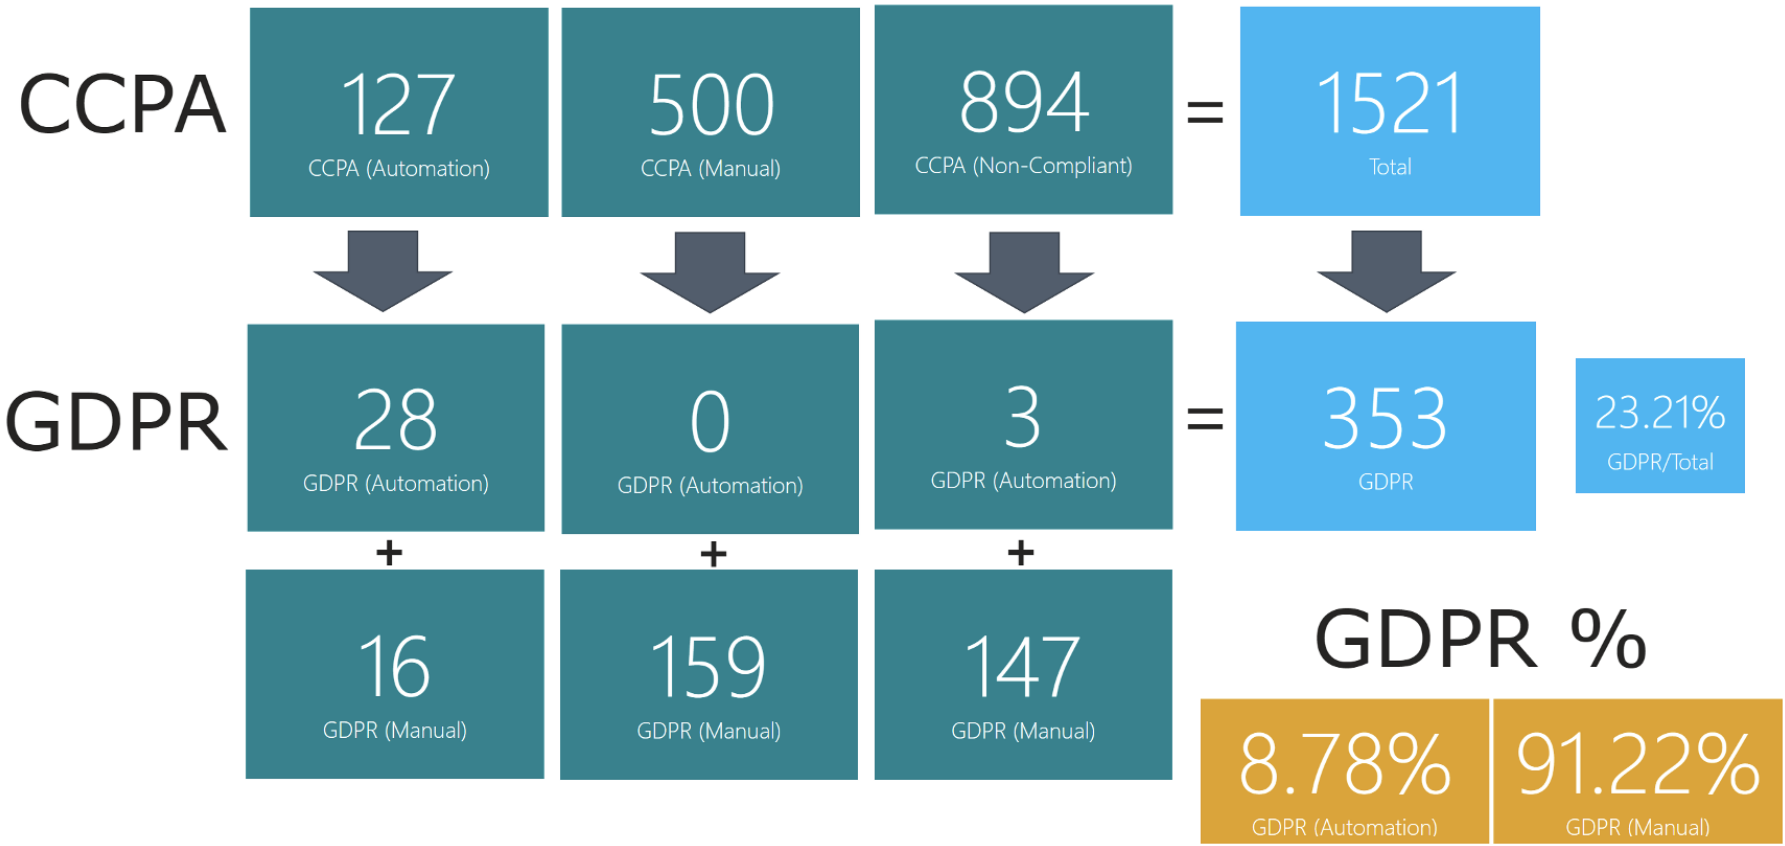 CCPA
127
CCPA (Automation)
500
CCPA (Manual)
894
CCPA (Non-Compliant)
=
1521
Total
GDPR
28
GDPR (Automation)
0
GDPR (Automation)
3
GDPR (Automation)
=
353
GDPR
23.21%
GDPR/Total
+
+
+
16
GDPR (Manual)
159
GDPR (Manual)
147
GDPR (Manual)
GDPR %
8.78%
GDPR (Automation)
91.22%
GDPR (Manual)